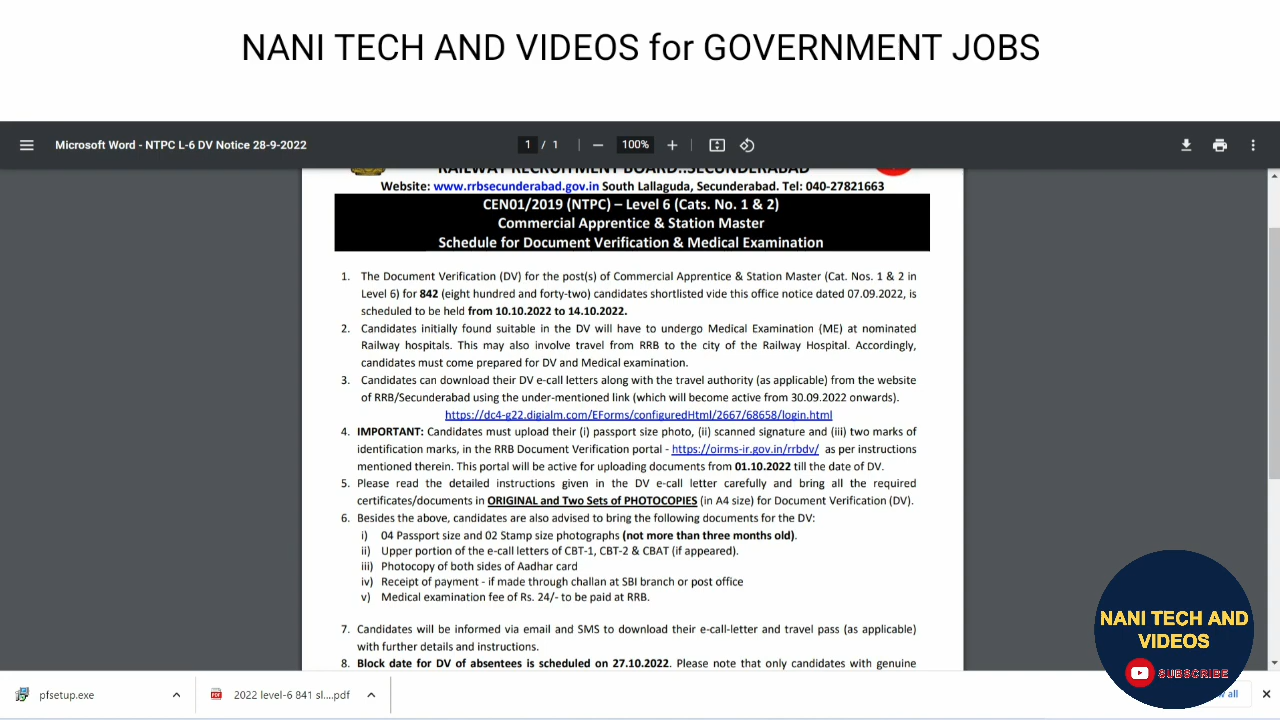 NANI TECH AND VIDEOS for GOVERNMENT JOBS
Microsoft Word - NTPC L-6 DV Notice 28-9-2022
1 / 1
100%
RAILWAY RECRUITMENT BOARD::SECUNDERABAD
Website: www.rrbsecunderabad.gov.in South Lallaguda, Secunderabad. Tel: 040-27821663
CEN01/2019 (NTPC) – Level 6 (Cats. No. 1 & 2)
Commercial Apprentice & Station Master
Schedule for Document Verification & Medical Examination
1. The Document Verification (DV) for the post(s) of Commercial Apprentice & Station Master (Cat. Nos. 1 & 2 in
Level 6) for 842 (eight hundred and forty-two) candidates shortlisted vide this office notice dated 07.09.2022, is
scheduled to be held from 10.10.2022 to 14.10.2022.
2. Candidates initially found suitable in the DV will have to undergo Medical Examination (ME) at nominated
Railway hospitals. This may also involve travel from RRB to the city of the Railway Hospital. Accordingly,
candidates must come prepared for DV and Medical examination.
3. Candidates can download their DV e-call letters along with the travel authority (as applicable) from the website
of RRB/Secunderabad using the under-mentioned link (which will become active from 30.09.2022 onwards).
https://dc4-g22.digialm.com/EForms/configuredHtml/2667/68658/login.html
4. IMPORTANT: Candidates must upload their (i) passport size photo, (ii) scanned signature and (iii) two marks of
identification marks, in the RRB Document Verification portal - https://oirms-ir.gov.in/rrbdv/ as per instructions
mentioned therein. This portal will be active for uploading documents from 01.10.2022 till the date of DV.
5. Please read the detailed instructions given in the DV e-call letter carefully and bring all the required
certificates/documents in ORIGINAL and Two Sets of PHOTOCOPIES (in A4 size) for Document Verification (DV).
6. Besides the above, candidates are also advised to bring the following documents for the DV:
i) 04 Passport size and 02 Stamp size photographs (not more than three months old).
ii) Upper portion of the e-call letters of CBT-1, CBT-2 & CBAT (if appeared).
iii) Photocopy of both sides of Aadhar card
iv) Receipt of payment - if made through challan at SBI branch or post office
v) Medical examination fee of Rs. 24/- to be paid at RRB.
7. Candidates will be informed via email and SMS to download their e-call-letter and travel pass (as applicable)
with further details and instructions.
8. Block date for DV of absentees is scheduled on 27.10.2022. Please note that only candidates with genuine
NANI TECH AND
VIDEOS
SUBSCRIBE
pfsetup.exe
2022 level-6 841 sl....pdf
all